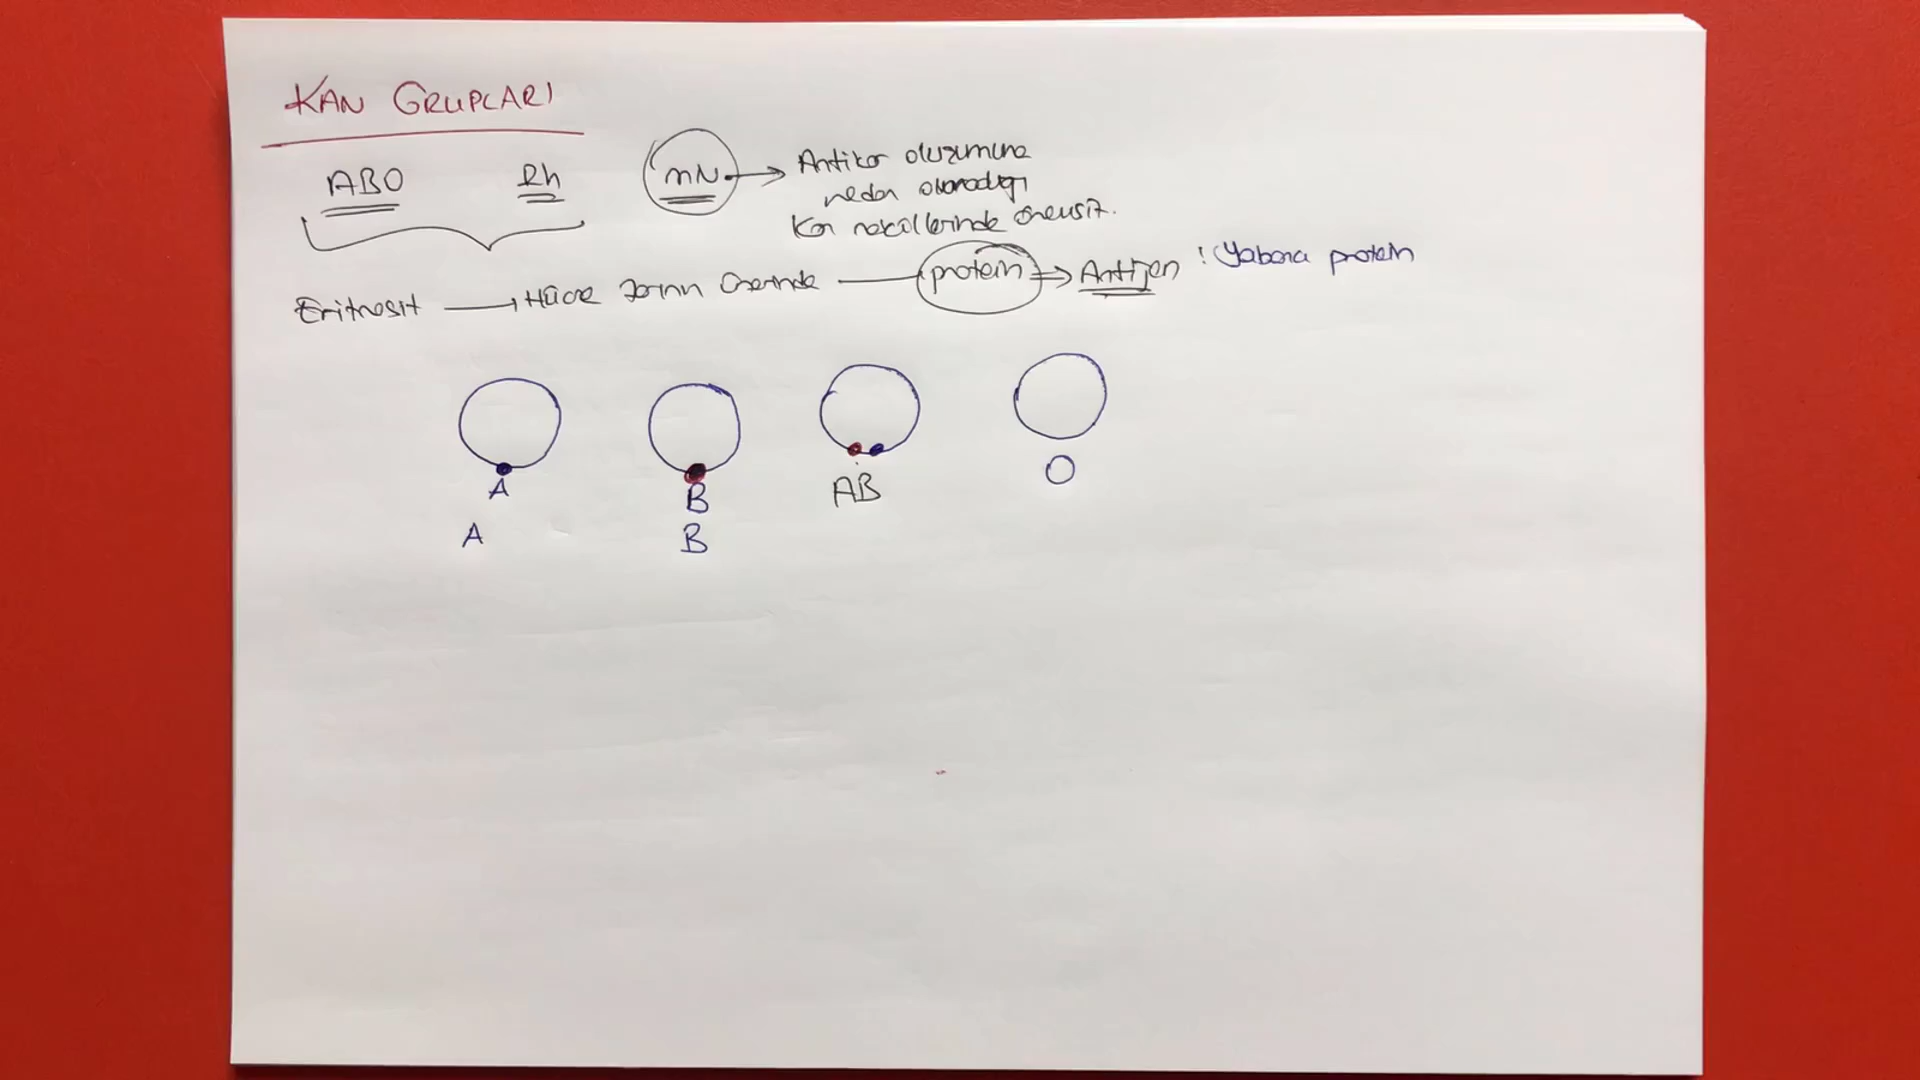 KAN GRUPLARI
ABO Rh MN → Antikor oluşumuna
neden olmadığı
Kan nakillerinde önemsiz.
Eritrosit → Hücre zarının üzerinde — protein → Antijen : Yabancı protein
A B AB O
A B